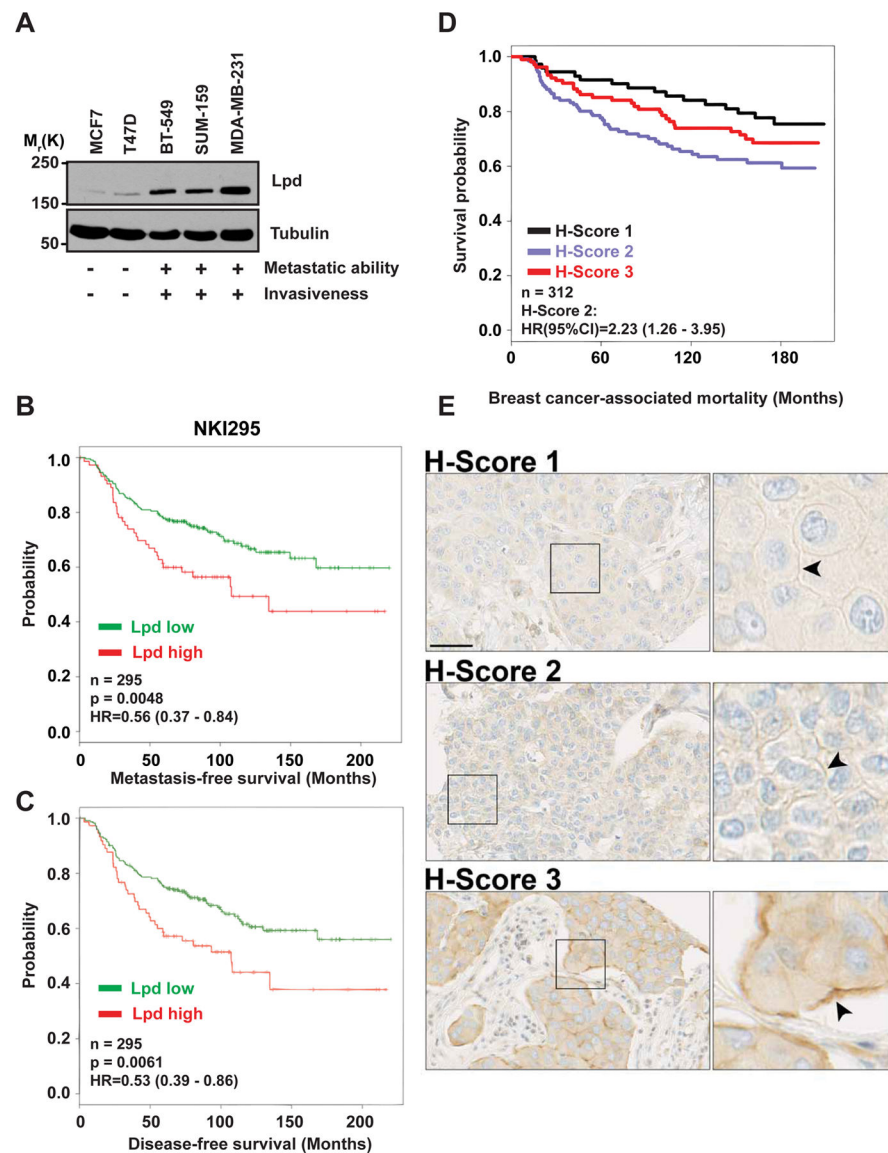 A
MCF7
T47D
BT-549
SUM-159
MDA-MB-231
Mr(K)
250
150
Lpd
50
Tubulin
- - + + + Metastatic ability
- - + + + Invasiveness
B
NKI295
1.0
0.8
0.6
0.4
0.2
0.0
Probability
Lpd low
Lpd high
n = 295
p = 0.0048
HR=0.56 (0.37 - 0.84)
0 50 100 150 200
Metastasis-free survival (Months)
C
1.0
0.8
0.6
0.4
0.2
0.0
Probability
Lpd low
Lpd high
n = 295
p = 0.0061
HR=0.53 (0.39 - 0.86)
0 50 100 150 200
Disease-free survival (Months)
D
1.0
0.8
0.6
0.4
0.2
0.0
Survival probability
H-Score 1
H-Score 2
H-Score 3
n = 312
H-Score 2:
HR(95%CI)=2.23 (1.26 - 3.95)
0 60 120 180
Breast cancer-associated mortality (Months)
E
H-Score 1
H-Score 2
H-Score 3